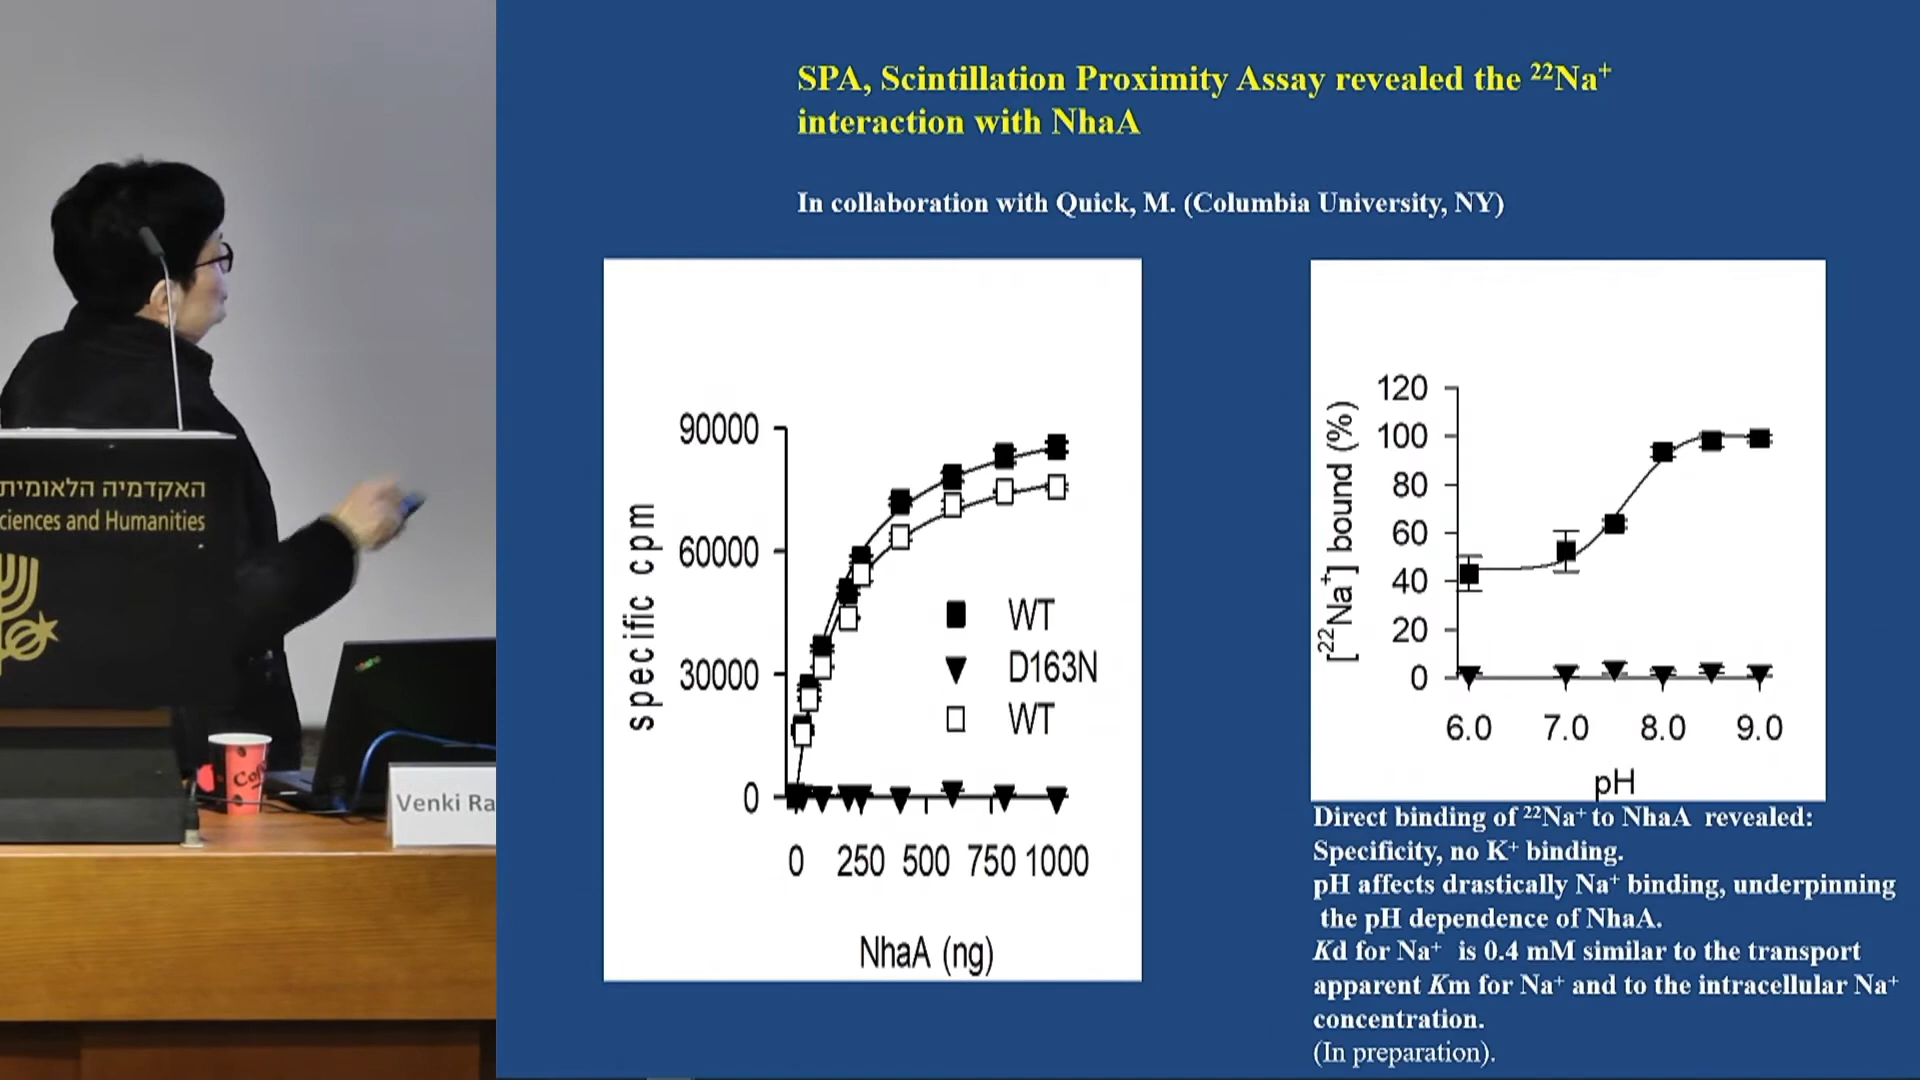 SPA, Scintillation Proximity Assay revealed the ²²Na⁺
interaction with NhaA
In collaboration with Quick, M. (Columbia University, NY)
90000
60000
30000
0
specific cpm
WT
D163N
WT
0 250 500 750 1000
NhaA (ng)
120
100
80
60
40
20
0
[²²Na⁺] bound (%)
6.0 7.0 8.0 9.0
pH
Direct binding of ²²Na⁺ to NhaA revealed:
Specificity, no K⁺ binding.
pH affects drastically Na⁺ binding, underpinning
the pH dependence of NhaA.
Kd for Na⁺ is 0.4 mM similar to the transport
apparent Km for Na⁺ and to the intracellular Na⁺
concentration.
(In preparation).
האקדמיה הלאומית
ciences and Humanities
Venki Ra